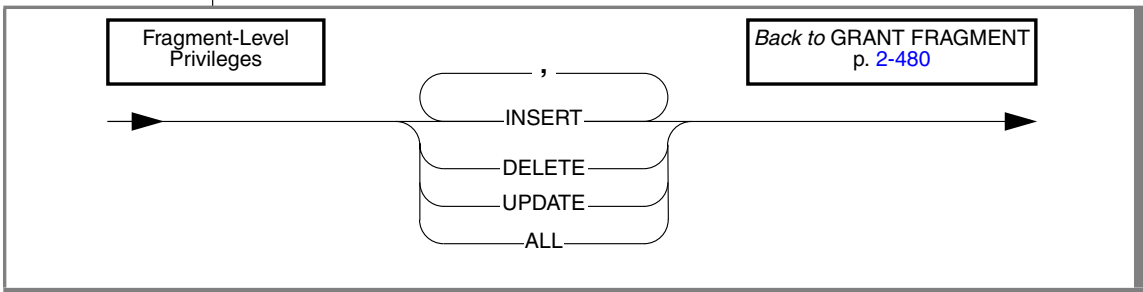 Fragment-Level
Privileges
Back to GRANT FRAGMENT
p. 2-480
,
INSERT
DELETE
UPDATE
ALL